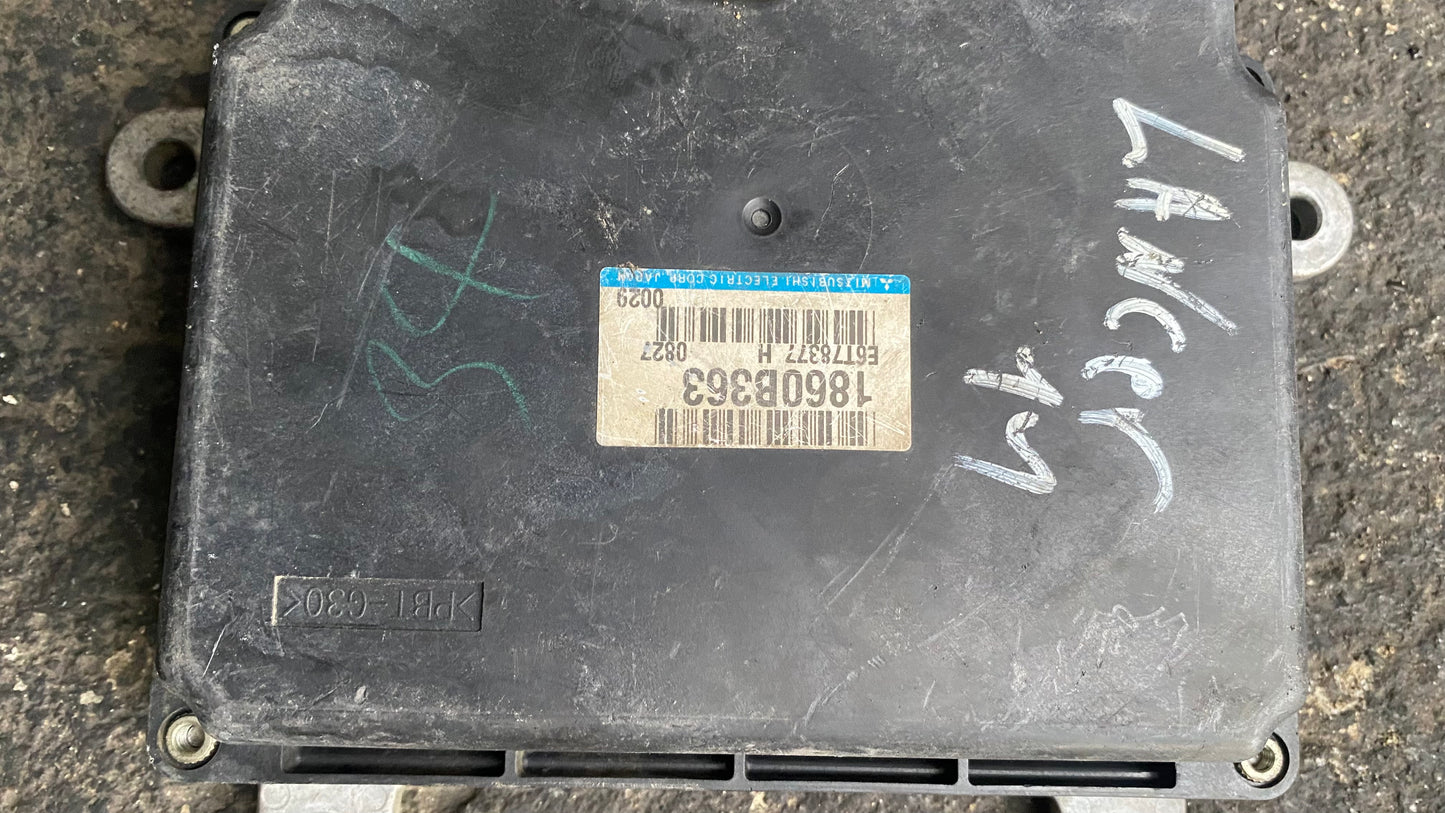 MITSUBISHI ELECTRIC CORP. JAPAN
0029
E6T78377 H 0827
1860B363
>PBT-G30<
LANCER